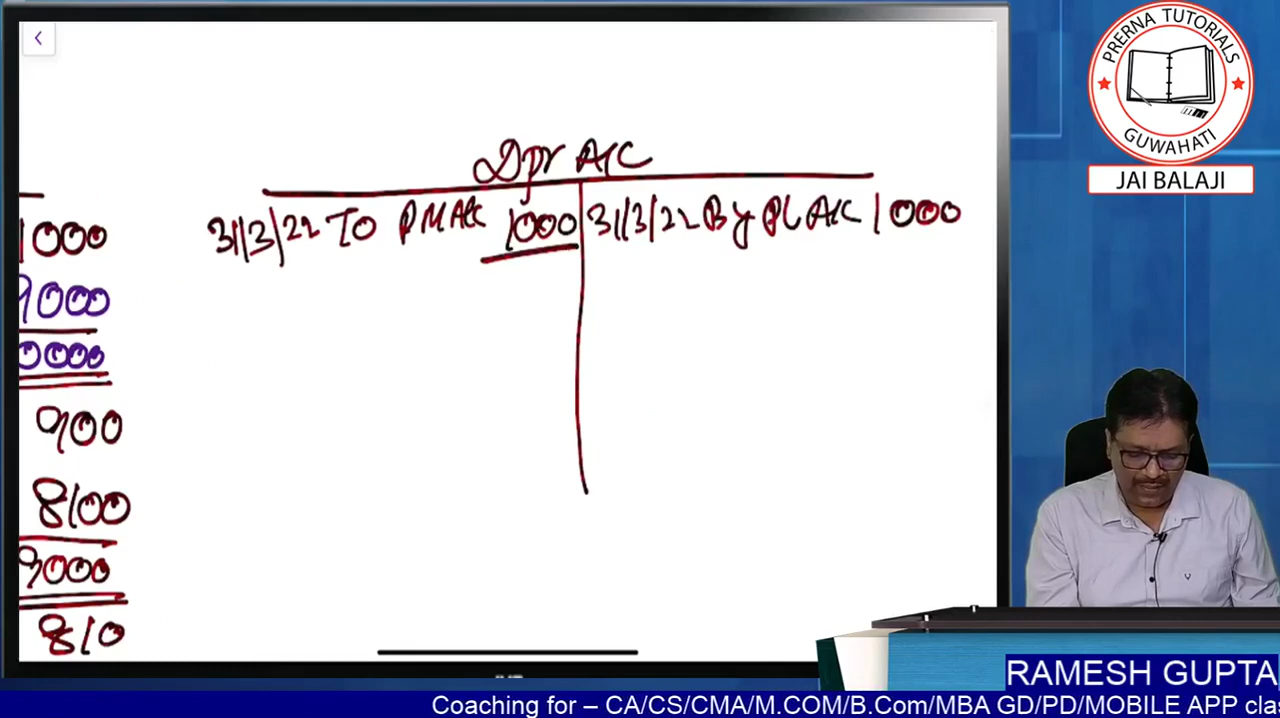 Dpr A/C
31/3/22 To PM A/c 1000 31/3/22 By PL A/C 1000
1000
9000
0000
900
8100
9000
810
PRERNA TUTORIALS
GUWAHATI
JAI BALAJI
RAMESH GUPTA
Coaching for – CA/CS/CMA/M.COM/B.Com/MBA GD/PD/MOBILE APP clas